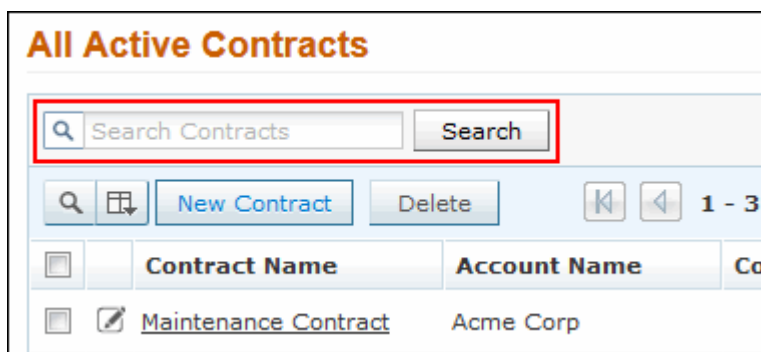 All Active Contracts
Search Contracts Search
New Contract Delete 1 - 3
Contract Name Account Name Co
Maintenance Contract Acme Corp